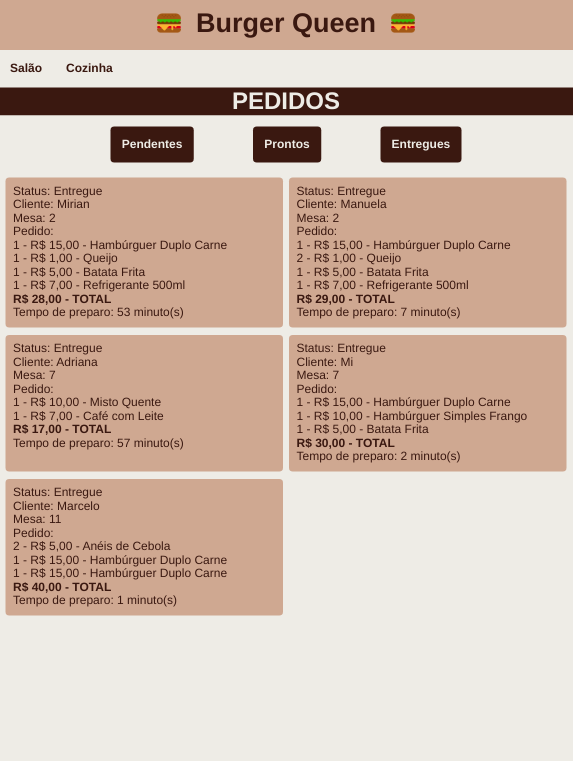 Burger Queen
Salão Cozinha
PEDIDOS
Pendentes Prontos Entregues
Status: Entregue
Cliente: Mirian
Mesa: 2
Pedido:
1 - R$ 15,00 - Hambúrguer Duplo Carne
1 - R$ 1,00 - Queijo
1 - R$ 5,00 - Batata Frita
1 - R$ 7,00 - Refrigerante 500ml
R$ 28,00 - TOTAL
Tempo de preparo: 53 minuto(s)
Status: Entregue
Cliente: Manuela
Mesa: 2
Pedido:
1 - R$ 15,00 - Hambúrguer Duplo Carne
2 - R$ 1,00 - Queijo
1 - R$ 5,00 - Batata Frita
1 - R$ 7,00 - Refrigerante 500ml
R$ 29,00 - TOTAL
Tempo de preparo: 7 minuto(s)
Status: Entregue
Cliente: Adriana
Mesa: 7
Pedido:
1 - R$ 10,00 - Misto Quente
1 - R$ 7,00 - Café com Leite
R$ 17,00 - TOTAL
Tempo de preparo: 57 minuto(s)
Status: Entregue
Cliente: Mi
Mesa: 7
Pedido:
1 - R$ 15,00 - Hambúrguer Duplo Carne
1 - R$ 10,00 - Hambúrguer Simples Frango
1 - R$ 5,00 - Batata Frita
R$ 30,00 - TOTAL
Tempo de preparo: 2 minuto(s)
Status: Entregue
Cliente: Marcelo
Mesa: 11
Pedido:
2 - R$ 5,00 - Anéis de Cebola
1 - R$ 15,00 - Hambúrguer Duplo Carne
1 - R$ 15,00 - Hambúrguer Duplo Carne
R$ 40,00 - TOTAL
Tempo de preparo: 1 minuto(s)